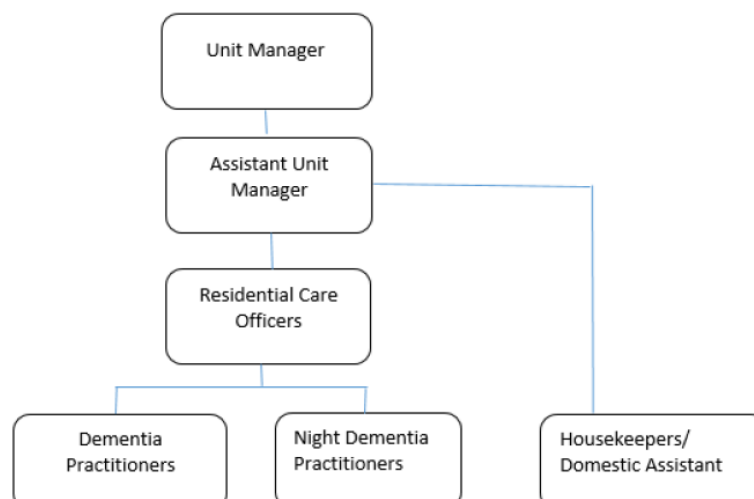 Unit Manager
Assistant Unit
Manager
Residential Care
Officers
Dementia
Practitioners
Night Dementia
Practitioners
Housekeepers/
Domestic Assistant